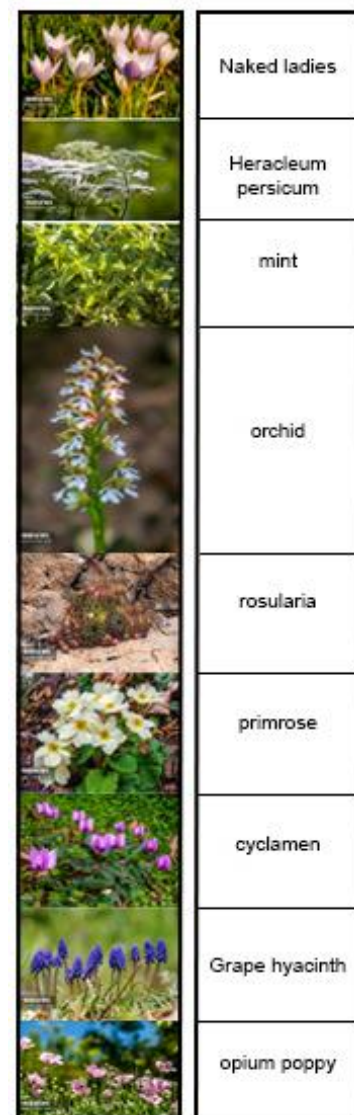 Naked ladies
Heracleum
persicum
mint
orchid
rosularia
primrose
cyclamen
Grape hyacinth
opium poppy